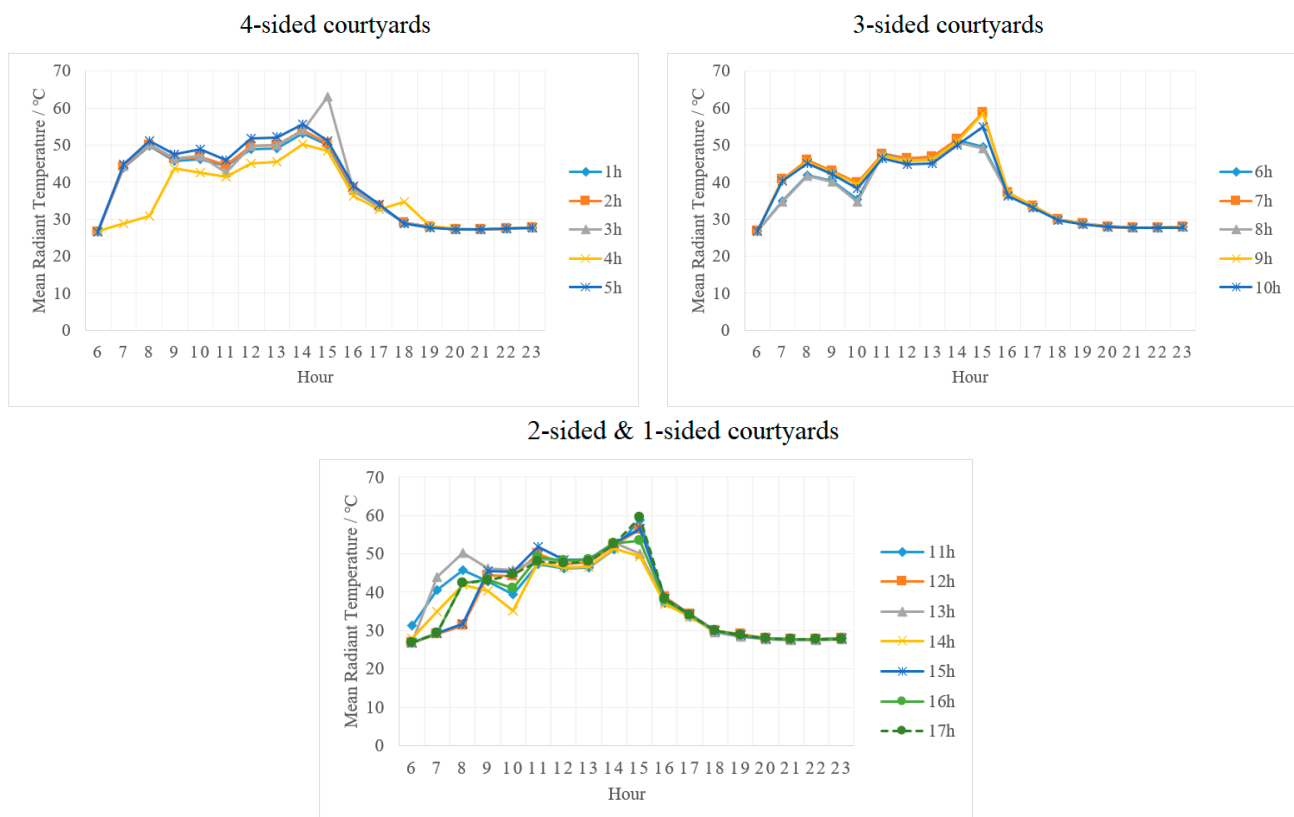 4-sided courtyards
Mean Radiant Temperature / °C
70
60
50
40
30
20
10
0
6 7 8 9 10 11 12 13 14 15 16 17 18 19 20 21 22 23
Hour
1h
2h
3h
4h
5h
3-sided courtyards
Mean Radiant Temperature / °C
70
60
50
40
30
20
10
0
6 7 8 9 10 11 12 13 14 15 16 17 18 19 20 21 22 23
Hour
6h
7h
8h
9h
10h
2-sided & 1-sided courtyards
Mean Radiant Temperature / °C
70
60
50
40
30
20
10
0
6 7 8 9 10 11 12 13 14 15 16 17 18 19 20 21 22 23
Hour
11h
12h
13h
14h
15h
16h
17h